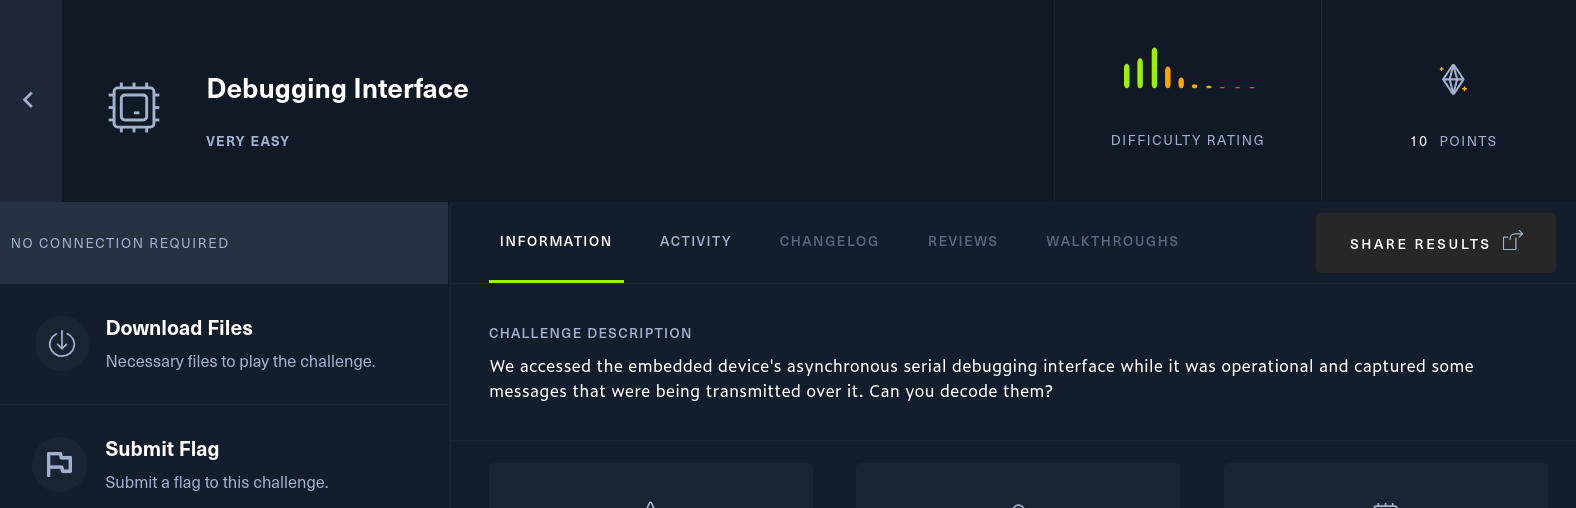 Debugging Interface
VERY EASY
DIFFICULTY RATING
10 POINTS
NO CONNECTION REQUIRED
INFORMATION
ACTIVITY
CHANGELOG
REVIEWS
WALKTHROUGHS
SHARE RESULTS
Download Files
Necessary files to play the challenge.
Submit Flag
Submit a flag to this challenge.
CHALLENGE DESCRIPTION
We accessed the embedded device's asynchronous serial debugging interface while it was operational and captured some
messages that were being transmitted over it. Can you decode them?